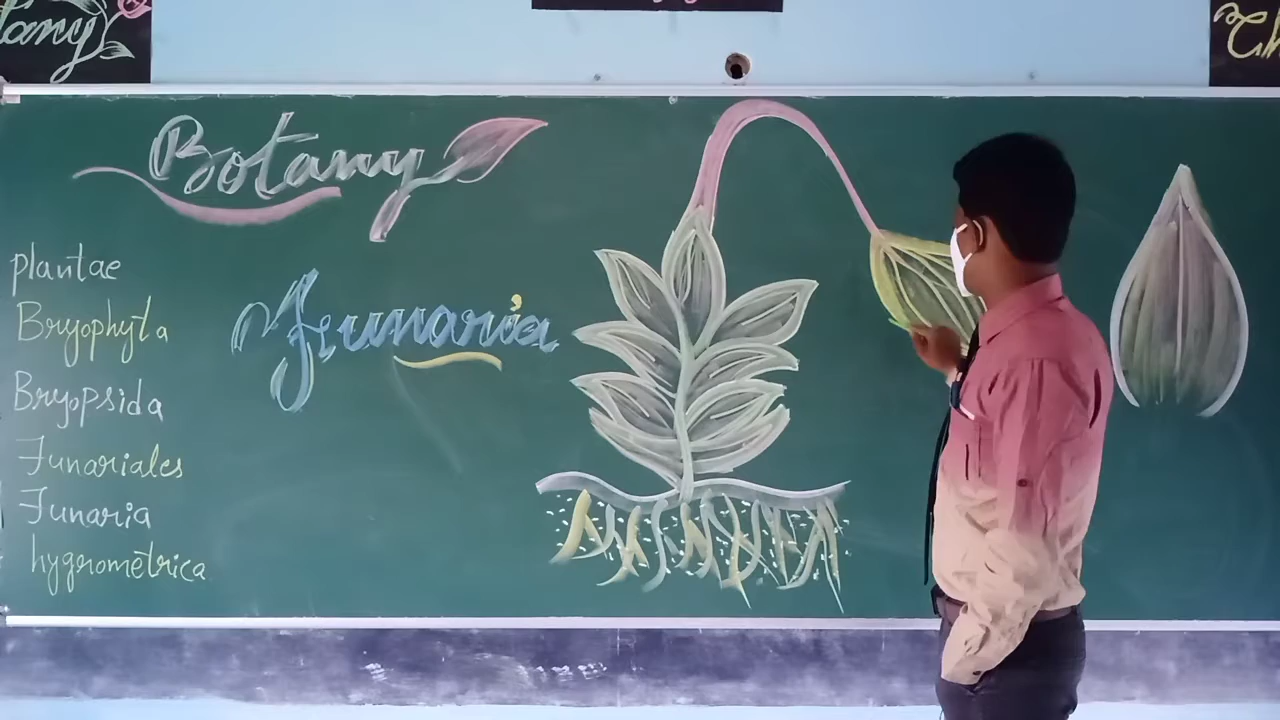 Botany
Funaria
plantae
Bryophyta
Bryopsida
Funariales
Funaria
hygrometrica